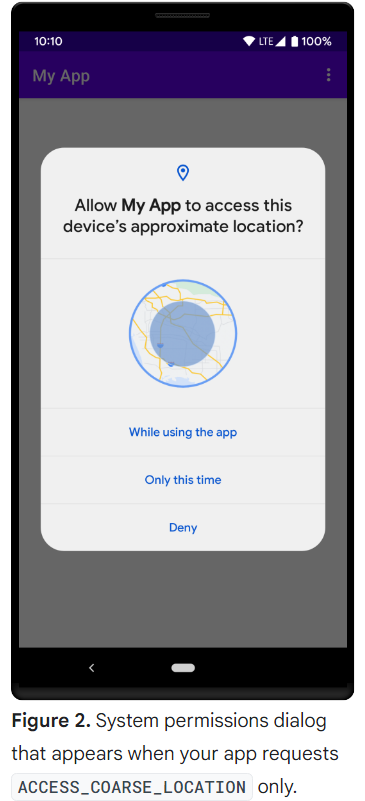 10:10 LTE 100%
My App
Allow My App to access this
device's approximate location?
While using the app
Only this time
Deny
Figure 2. System permissions dialog
that appears when your app requests
ACCESS_COARSE_LOCATION only.